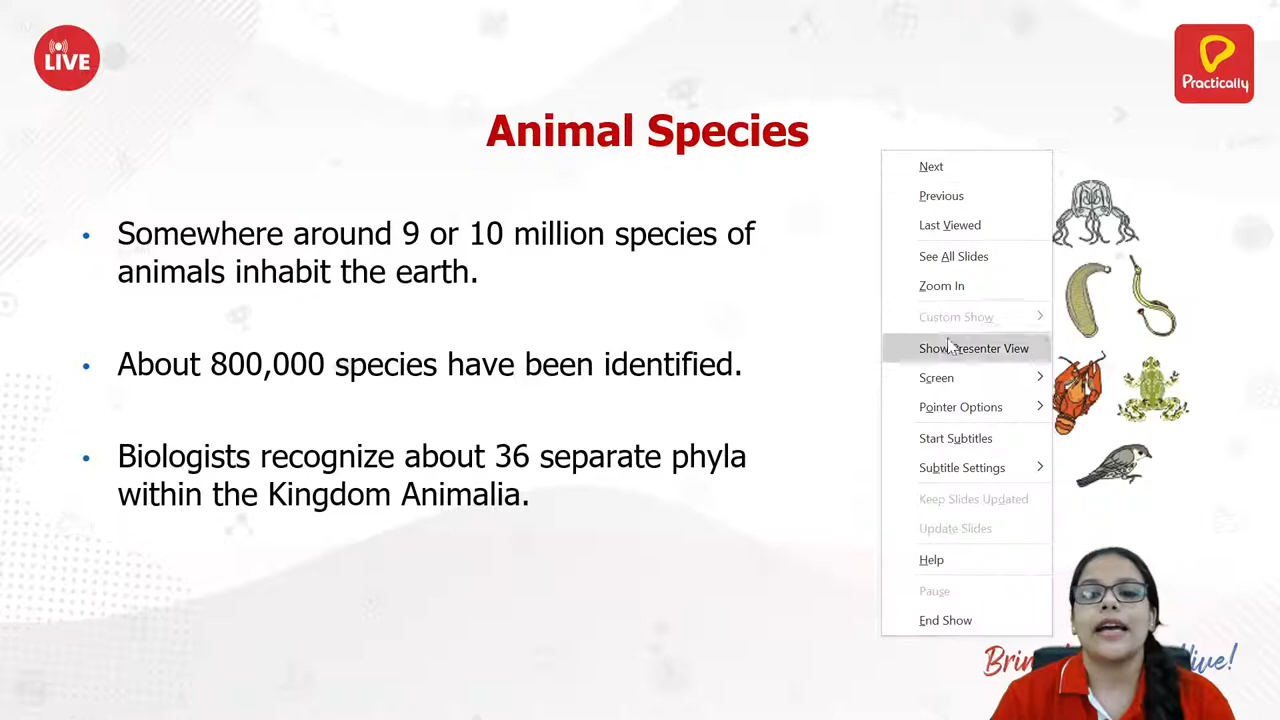 LIVE
Practically
Animal Species
• Somewhere around 9 or 10 million species of
animals inhabit the earth.
• About 800,000 species have been identified.
• Biologists recognize about 36 separate phyla
within the Kingdom Animalia.
Next
Previous
Last Viewed
See All Slides
Zoom In
Custom Show
Show Presenter View
Screen
Pointer Options
Start Subtitles
Subtitle Settings
Keep Slides Updated
Update Slides
Help
Pause
End Show